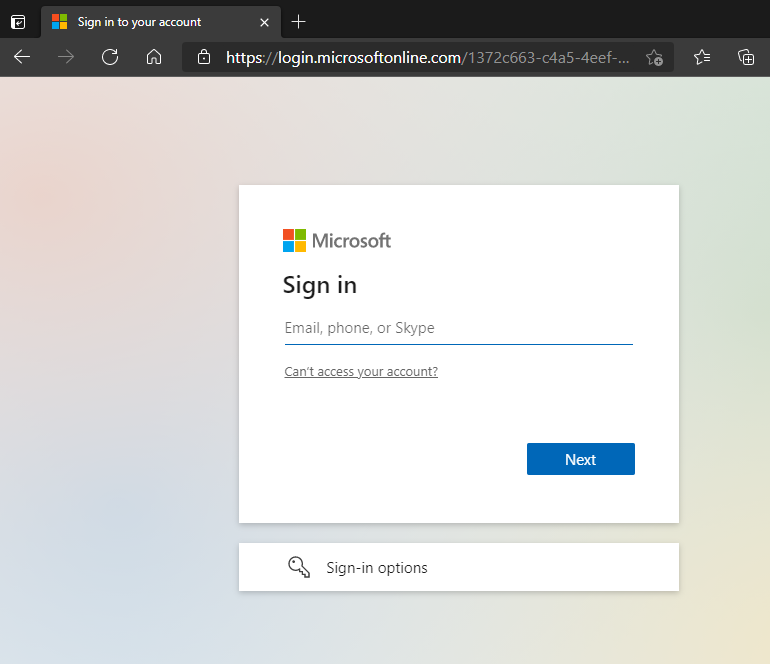 Sign in to your account
https://login.microsoftonline.com/1372c663-c4a5-4eef-...
Microsoft
Sign in
Email, phone, or Skype
Can't access your account?
Next
Sign-in options